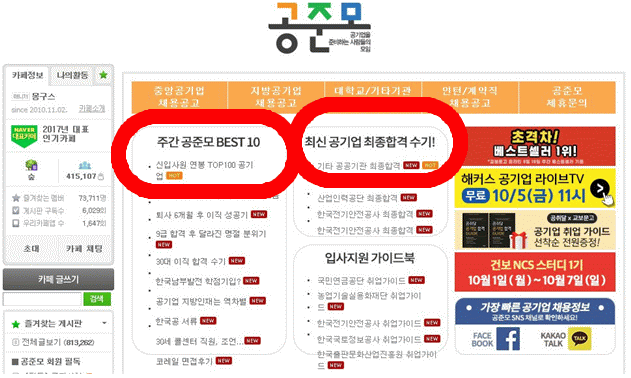 공준모
공기업을
준비하는 사람들의
모임
카페정보
나의활동
매니저 몽구스
since 2010.11.02.
카페소개
NAVER
대표카페
2017년 대표
인기카페
숲
415,107
즐겨찾는 멤버
73,711명
게시판 구독수
6,029회
우리카페앱 수
1,647회
초대
카페 채팅
카페 글쓰기
검색
즐겨찾는 게시판
전체글보기 (813,262)
공준모 회원 필독
중앙공기업
채용공고
지방공기업
채용공고
대학교/기타기관
채용공고
인턴/계약직
채용공고
공준모
제휴문의
주간 공준모 BEST 10
신입사원 연봉 TOP100 공기
업 HOT
NEW
퇴사 6개월 후 이직 성공기
NEW
9급 합격 후 달라진 명절 분위기
NEW
30대 이직 합격 수기 NEW
한국남부발전 학점기업? NEW
공기업 지방인재는 역차별 NEW
한국공 서류 NEW
30세 콜센터 직원, 조언... NEW
코레일 면접후기 NEW
최신 공기업 최종합격 수기!
기타 공공기관 최종합격 NEW HOT
산업인력공단 최종합격 NEW
한국전기안전공사 최종합격 NEW
한국전기안전공사 최종합격 NEW
입사지원 가이드북
국민연금공단 취업가이드 NEW
농업기술실용화재단 취업가이
드 NEW
한국전기안전공사 취업가이드 NEW
한국국토정보공사 취업가이드 NEW
한국출판문화산업진흥원 취업가이
드 NEW
초격차!
베스트셀러 1위!
해커스 공기업 라이브TV
무료 10/5(금) 11시
공취달 X 교보문고
공기업 취업 가이드
선착순 전원증정!
건보 NCS 스터디 1기
10월 1일(월) ~ 10월 7일(일)
가장 빠른 공기업 채용정보
공준모 SNS 채널로 확인하세요!
FACE
BOOK
KAKAO
TALK
TALK